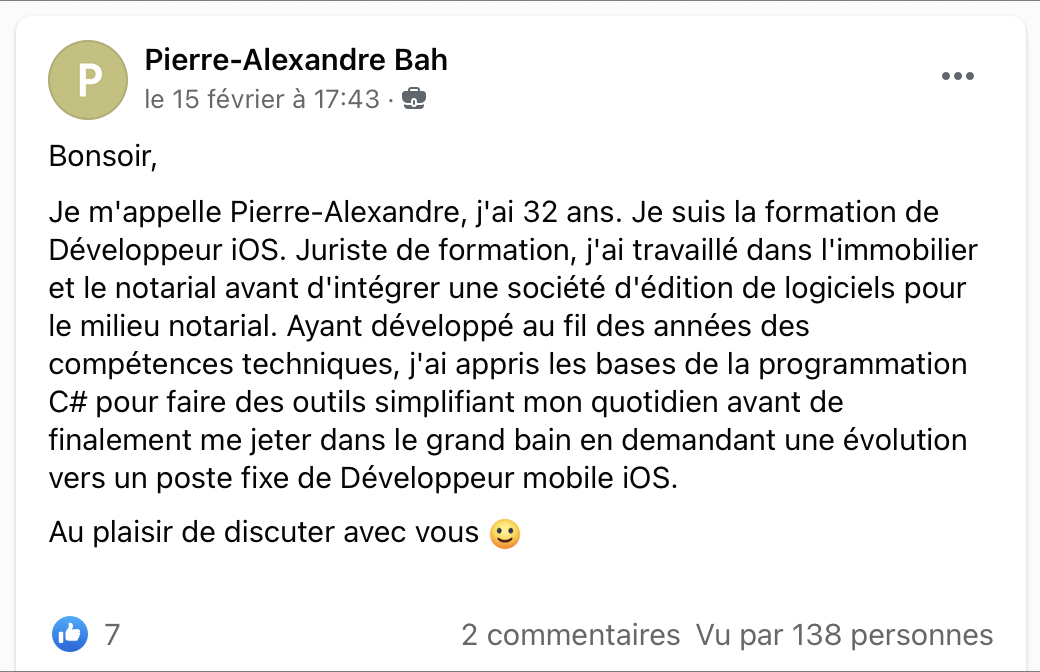 P
Pierre-Alexandre Bah
le 15 février à 17:43 ·
Bonsoir,
Je m'appelle Pierre-Alexandre, j'ai 32 ans. Je suis la formation de
Développeur iOS. Juriste de formation, j'ai travaillé dans l'immobilier
et le notarial avant d'intégrer une société d'édition de logiciels pour
le milieu notarial. Ayant développé au fil des années des
compétences techniques, j'ai appris les bases de la programmation
C# pour faire des outils simplifiant mon quotidien avant de
finalement me jeter dans le grand bain en demandant une évolution
vers un poste fixe de Développeur mobile iOS.
Au plaisir de discuter avec vous 🙂
7
2 commentaires Vu par 138 personnes